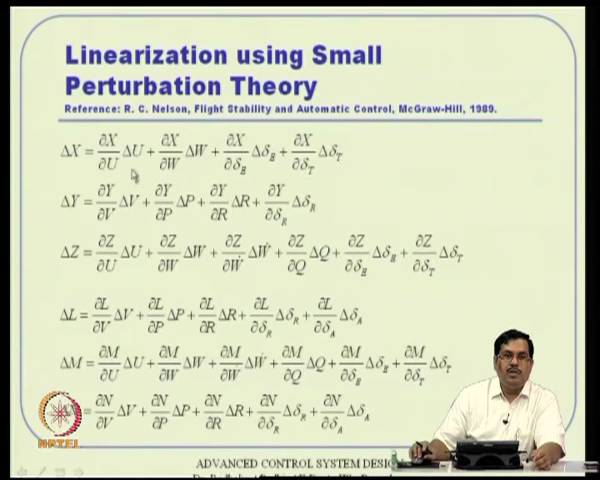 Linearization using Small
Perturbation Theory
Reference: R. C. Nelson, Flight Stability and Automatic Control, McGraw-Hill, 1989.
ΔX = ∂X/∂U ΔU + ∂X/∂W ΔW + ∂X/∂δ_E Δδ_E + ∂X/∂δ_T Δδ_T
ΔY = ∂Y/∂V ΔV + ∂Y/∂P ΔP + ∂Y/∂R ΔR + ∂Y/∂δ_R Δδ_R
ΔZ = ∂Z/∂U ΔU + ∂Z/∂W ΔW + ∂Z/∂Ẇ ΔẆ + ∂Z/∂Q ΔQ + ∂Z/∂δ_E Δδ_E + ∂Z/∂δ_T Δδ_T
ΔL = ∂L/∂V ΔV + ∂L/∂P ΔP + ∂L/∂R ΔR + ∂L/∂δ_R Δδ_R + ∂L/∂δ_A Δδ_A
ΔM = ∂M/∂U ΔU + ∂M/∂W ΔW + ∂M/∂Ẇ ΔẆ + ∂M/∂Q ΔQ + ∂M/∂δ_E Δδ_E + ∂M/∂δ_T Δδ_T
= ∂N/∂V ΔV + ∂N/∂P ΔP + ∂N/∂R ΔR + ∂N/∂δ_R Δδ_R + ∂N/∂δ_A Δδ_A
NPTEL
ADVANCED CONTROL SYSTEM DESIG